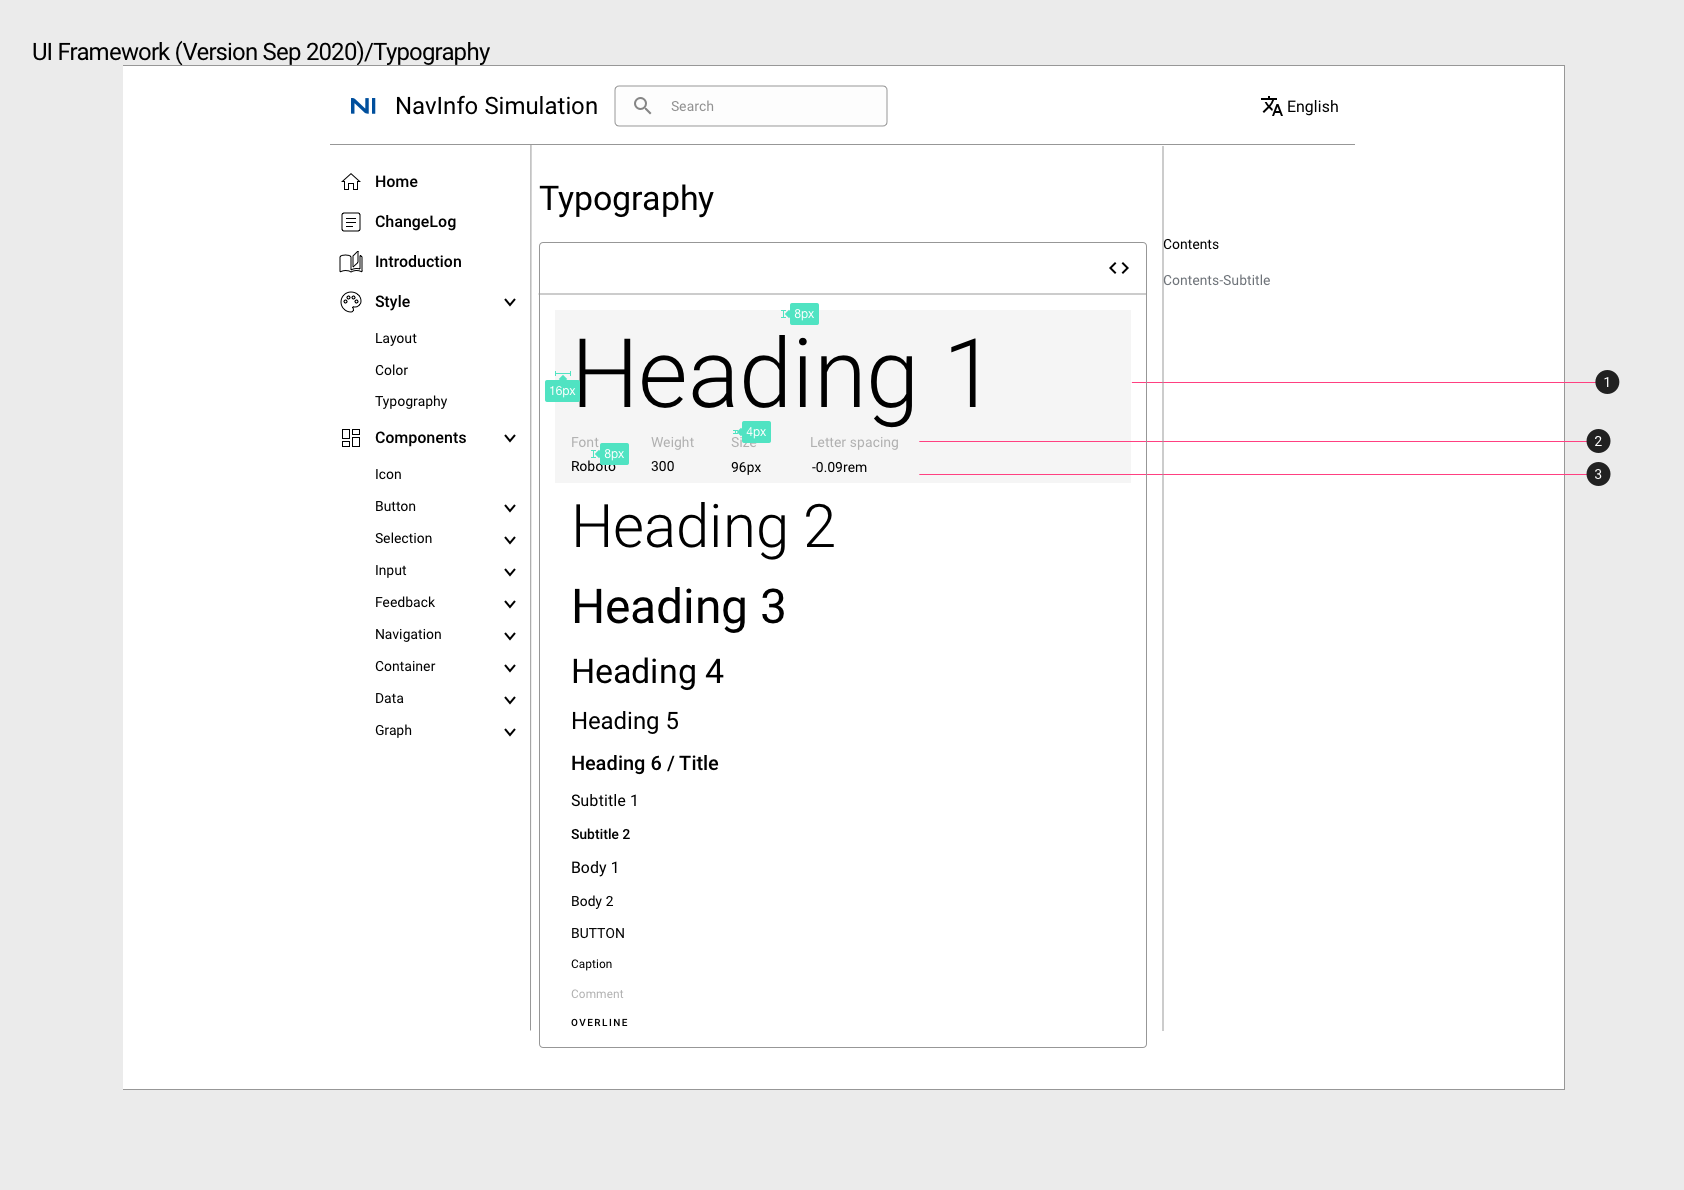 UI Framework (Version Sep 2020)/Typography
NI NavInfo Simulation
Search
English
Home
ChangeLog
Introduction
Style
Layout
Color
Typography
Components
Icon
Button
Selection
Input
Feedback
Navigation
Container
Data
Graph
Typography
8px
Heading 1
16px
4px
Font Weight Size Letter spacing
8px
Roboto 300 96px -0.09rem
Heading 2
Heading 3
Heading 4
Heading 5
Heading 6 / Title
Subtitle 1
Subtitle 2
Body 1
Body 2
BUTTON
Caption
Comment
OVERLINE
Contents
Contents-Subtitle
1
2
3